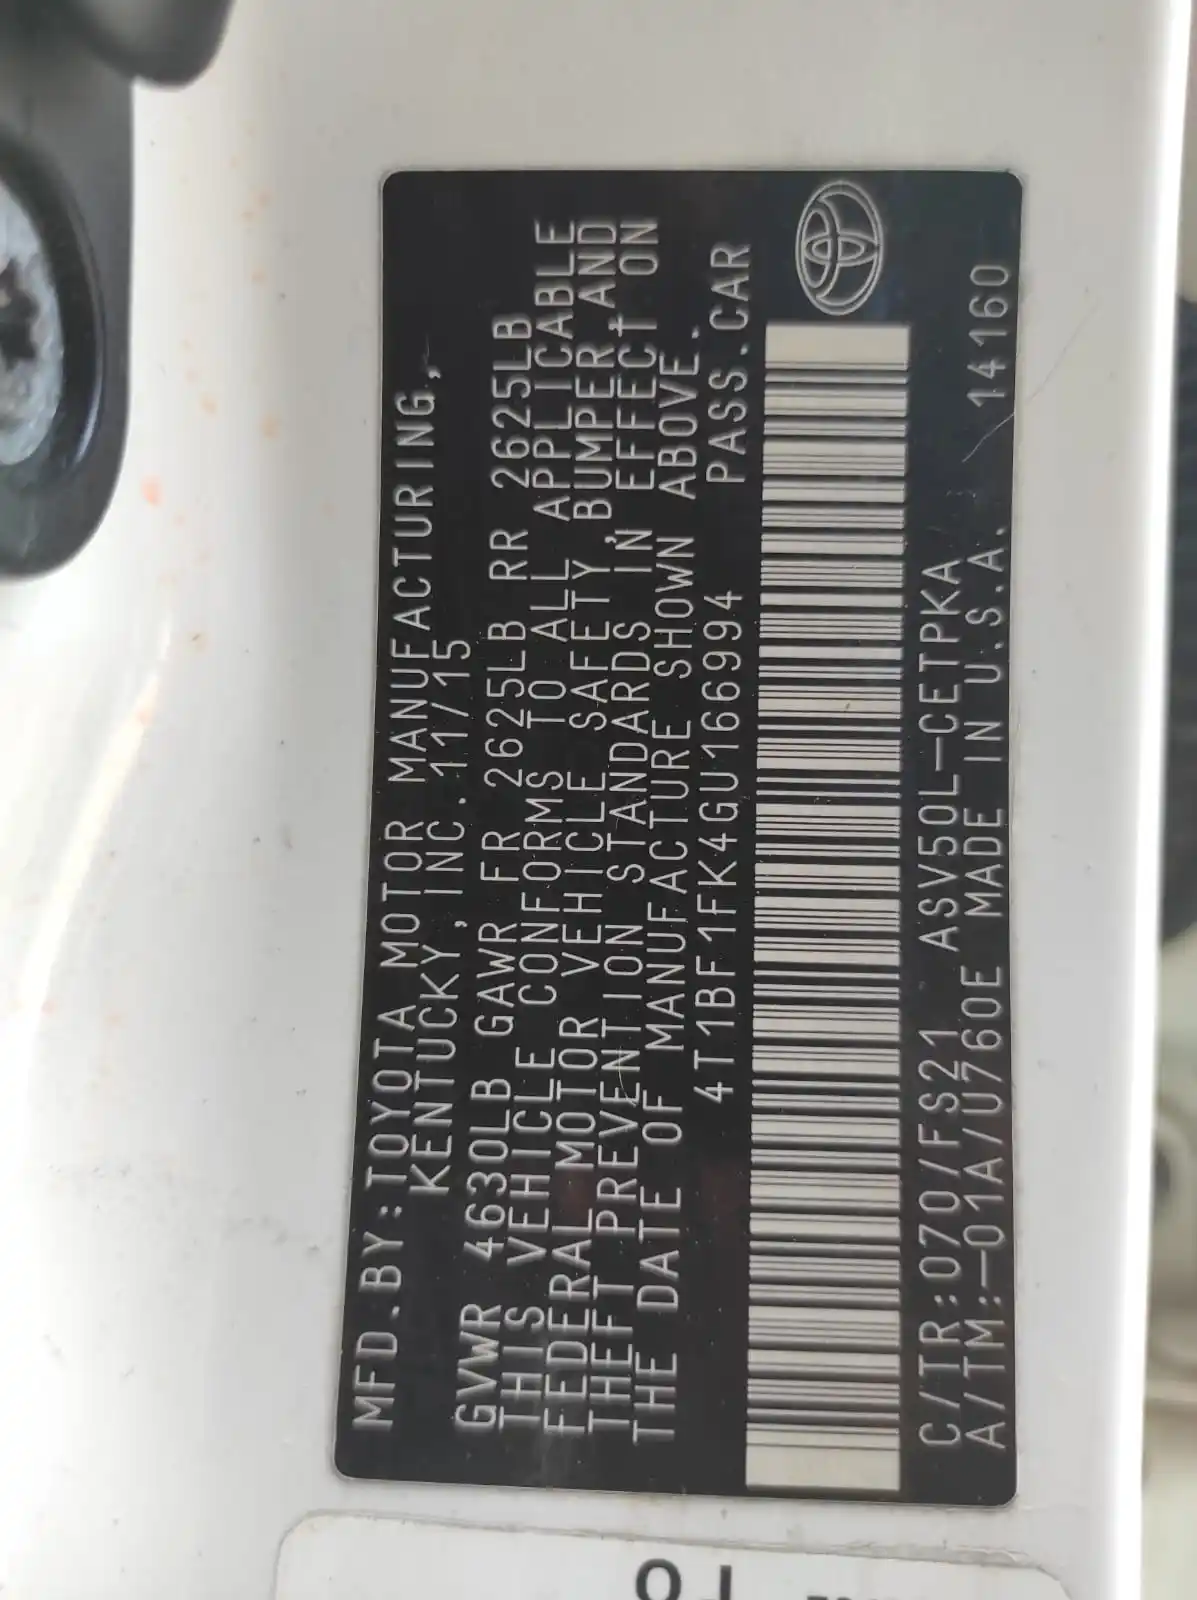 MFD.BY:TOYOTA MOTOR MANUFACTURING,
KENTUCKY,INC.11/15
GVWR 4630LB GAWR FR 2625LB RR 2625LB
THIS VEHICLE CONFORMS TO ALL APPLICABLE
FEDERAL MOTOR VEHICLE SAFETY,BUMPER,AND
THEFT PREVENTION STANDARDS IN EFFECT ON
THE DATE OF MANUFACTURE SHOWN ABOVE.
4T1BF1FK4GU166994 PASS.CAR
C/TR:070/FS21 ASV50L-CETPKA
A/TM:-01A/U760E MADE IN U.S.A. 14160